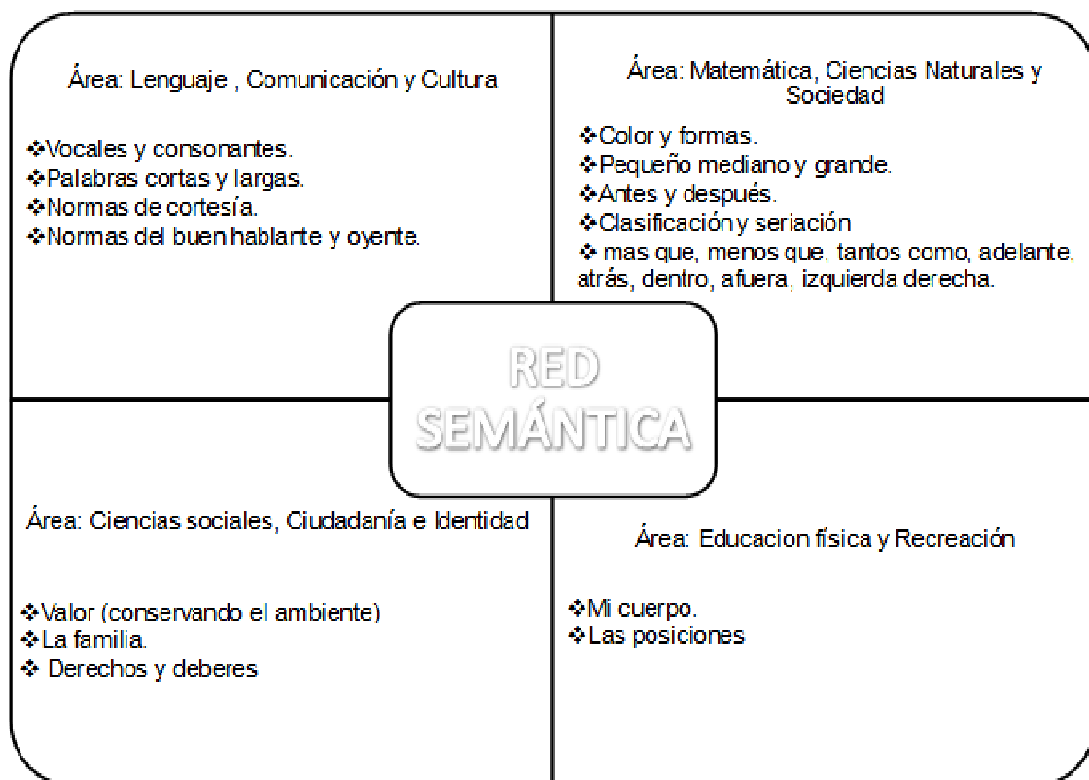 Área: Lenguaje , Comunicación y Cultura
❖Vocales y consonantes.
❖Palabras cortas y largas.
❖Normas de cortesía.
❖Normas del buen hablante y oyente.
Área: Matemática, Ciencias Naturales y
Sociedad
❖Color y formas.
❖Pequeño mediano y grande.
❖Antes y después.
❖Clasificación y seriación
❖ mas que, menos que, tantos como, adelante,
atrás, dentro, afuera, izquierda derecha.
RED
SEMÁNTICA
Área: Ciencias sociales, Ciudadanía e Identidad
❖Valor (conservando el ambiente)
❖La familia.
❖ Derechos y deberes
Área: Educacion física y Recreación
❖Mi cuerpo.
❖Las posiciones